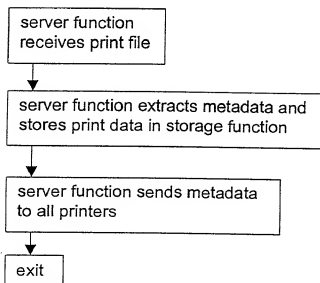 server function
receives print file
server function extracts metadata and
stores print data in storage function
server function sends metadata
to all printers
exit